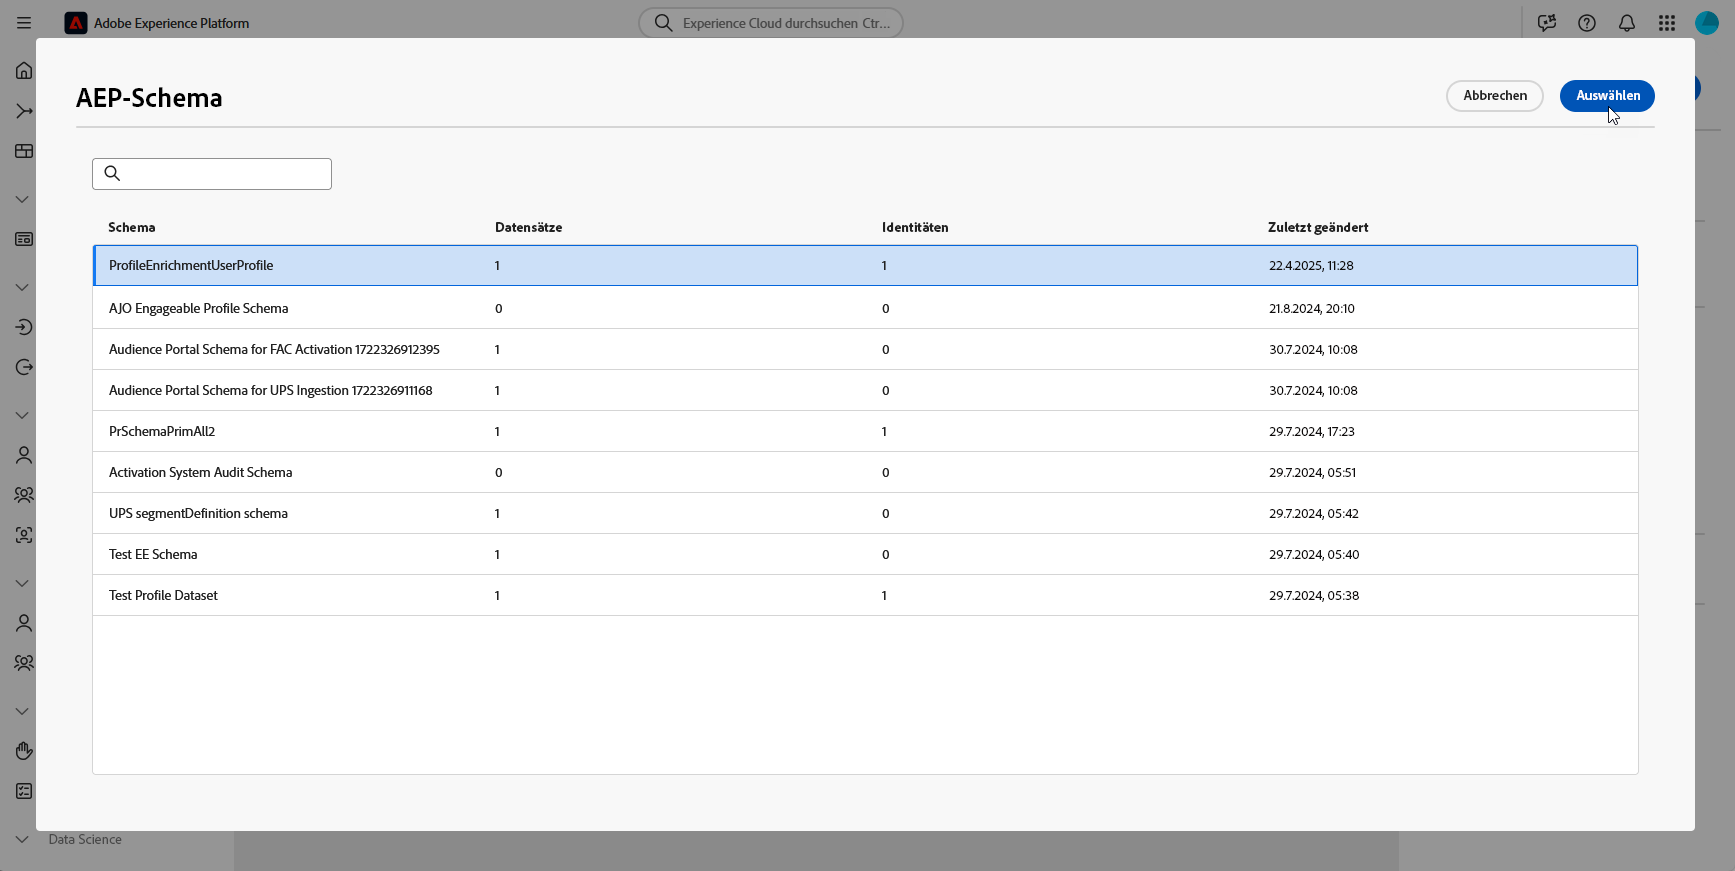 Adobe Experience Platform
Experience Cloud durchsuchen Ctr...
AEP-Schema
Abbrechen
Auswählen
Schema Datensätze Identitäten Zuletzt geändert
ProfileEnrichmentUserProfile 1 1 22.4.2025, 11:28
AJO Engageable Profile Schema 0 0 21.8.2024, 20:10
Audience Portal Schema for FAC Activation 1722326912395 1 0 30.7.2024, 10:08
Audience Portal Schema for UPS Ingestion 1722326911168 1 0 30.7.2024, 10:08
PrSchemaPrimAll2 1 1 29.7.2024, 17:23
Activation System Audit Schema 0 0 29.7.2024, 05:51
UPS segmentDefinition schema 1 0 29.7.2024, 05:42
Test EE Schema 1 0 29.7.2024, 05:40
Test Profile Dataset 1 1 29.7.2024, 05:38
Data Science